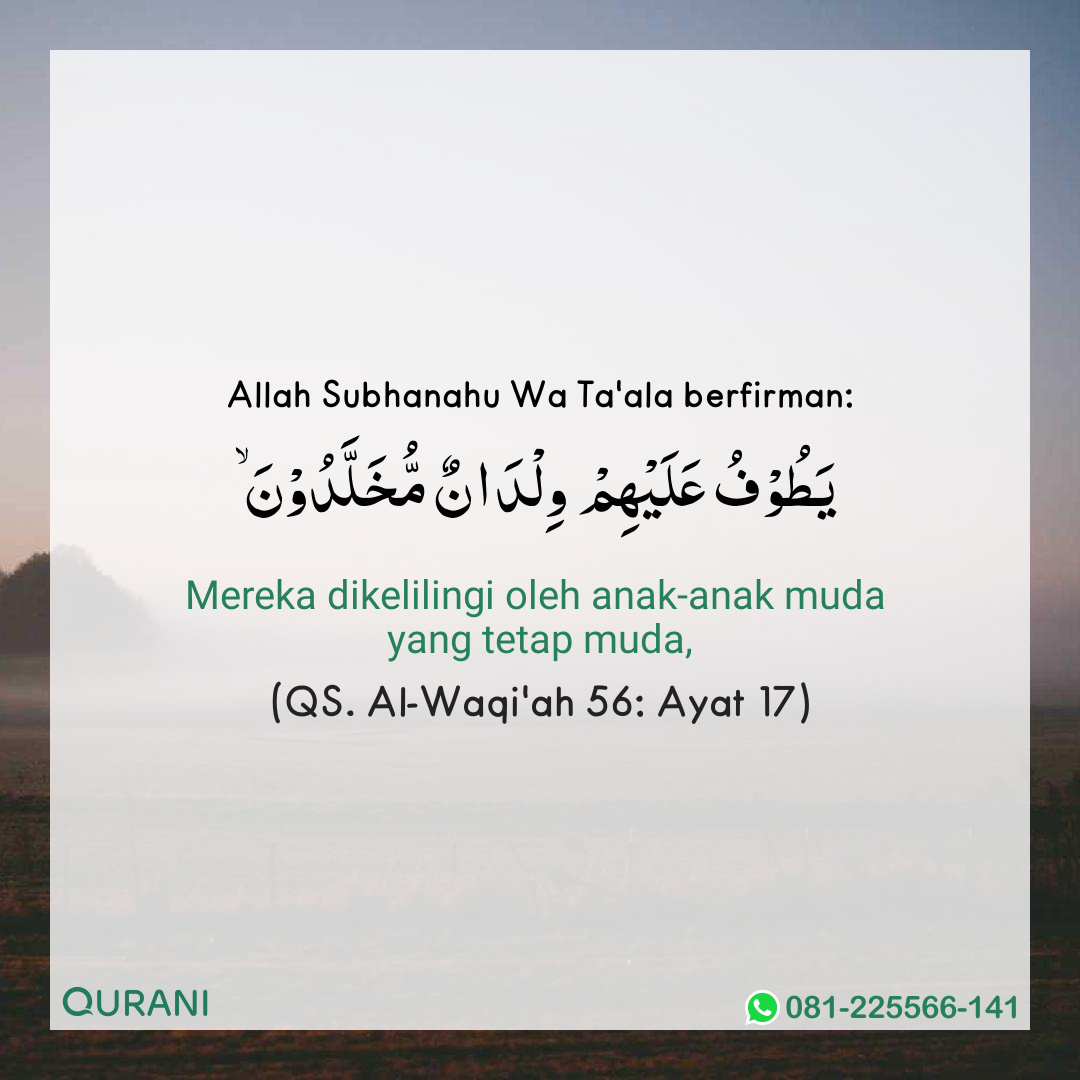 Allah Subhanahu Wa Ta'ala berfirman:
يَطُوْفُ عَلَيْهِمْ وِلْدَانٌ مُّخَلَّدُوْنَۙ
Mereka dikelilingi oleh anak-anak muda
yang tetap muda,
(QS. Al-Waqi'ah 56: Ayat 17)
QURANI
081-225566-141